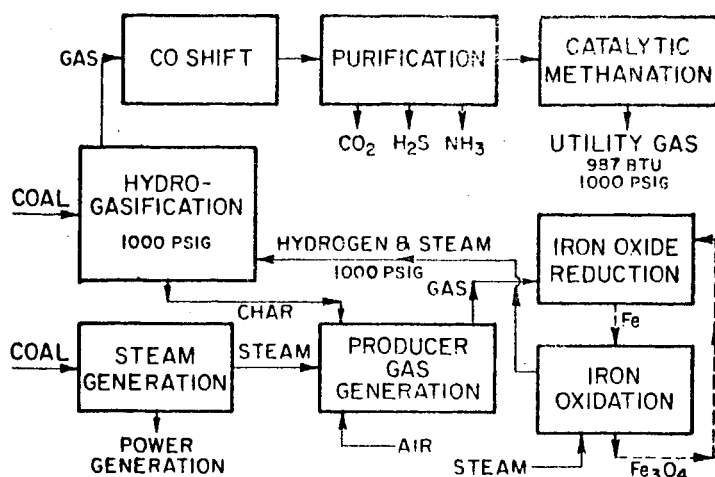 GAS
CO SHIFT
PURIFICATION
CATALYTIC
METHANATION
CO2
H2S
NH3
UTILITY GAS
987 BTU
1000 PSIG
COAL
HYDRO-
GASIFICATION
1000 PSIG
HYDROGEN & STEAM
1000 PSIG
IRON OXIDE
REDUCTION
GAS
CHAR
Fe
COAL
STEAM
GENERATION
STEAM
PRODUCER
GAS
GENERATION
IRON
OXIDATION
POWER
GENERATION
AIR
STEAM
Fe3O4